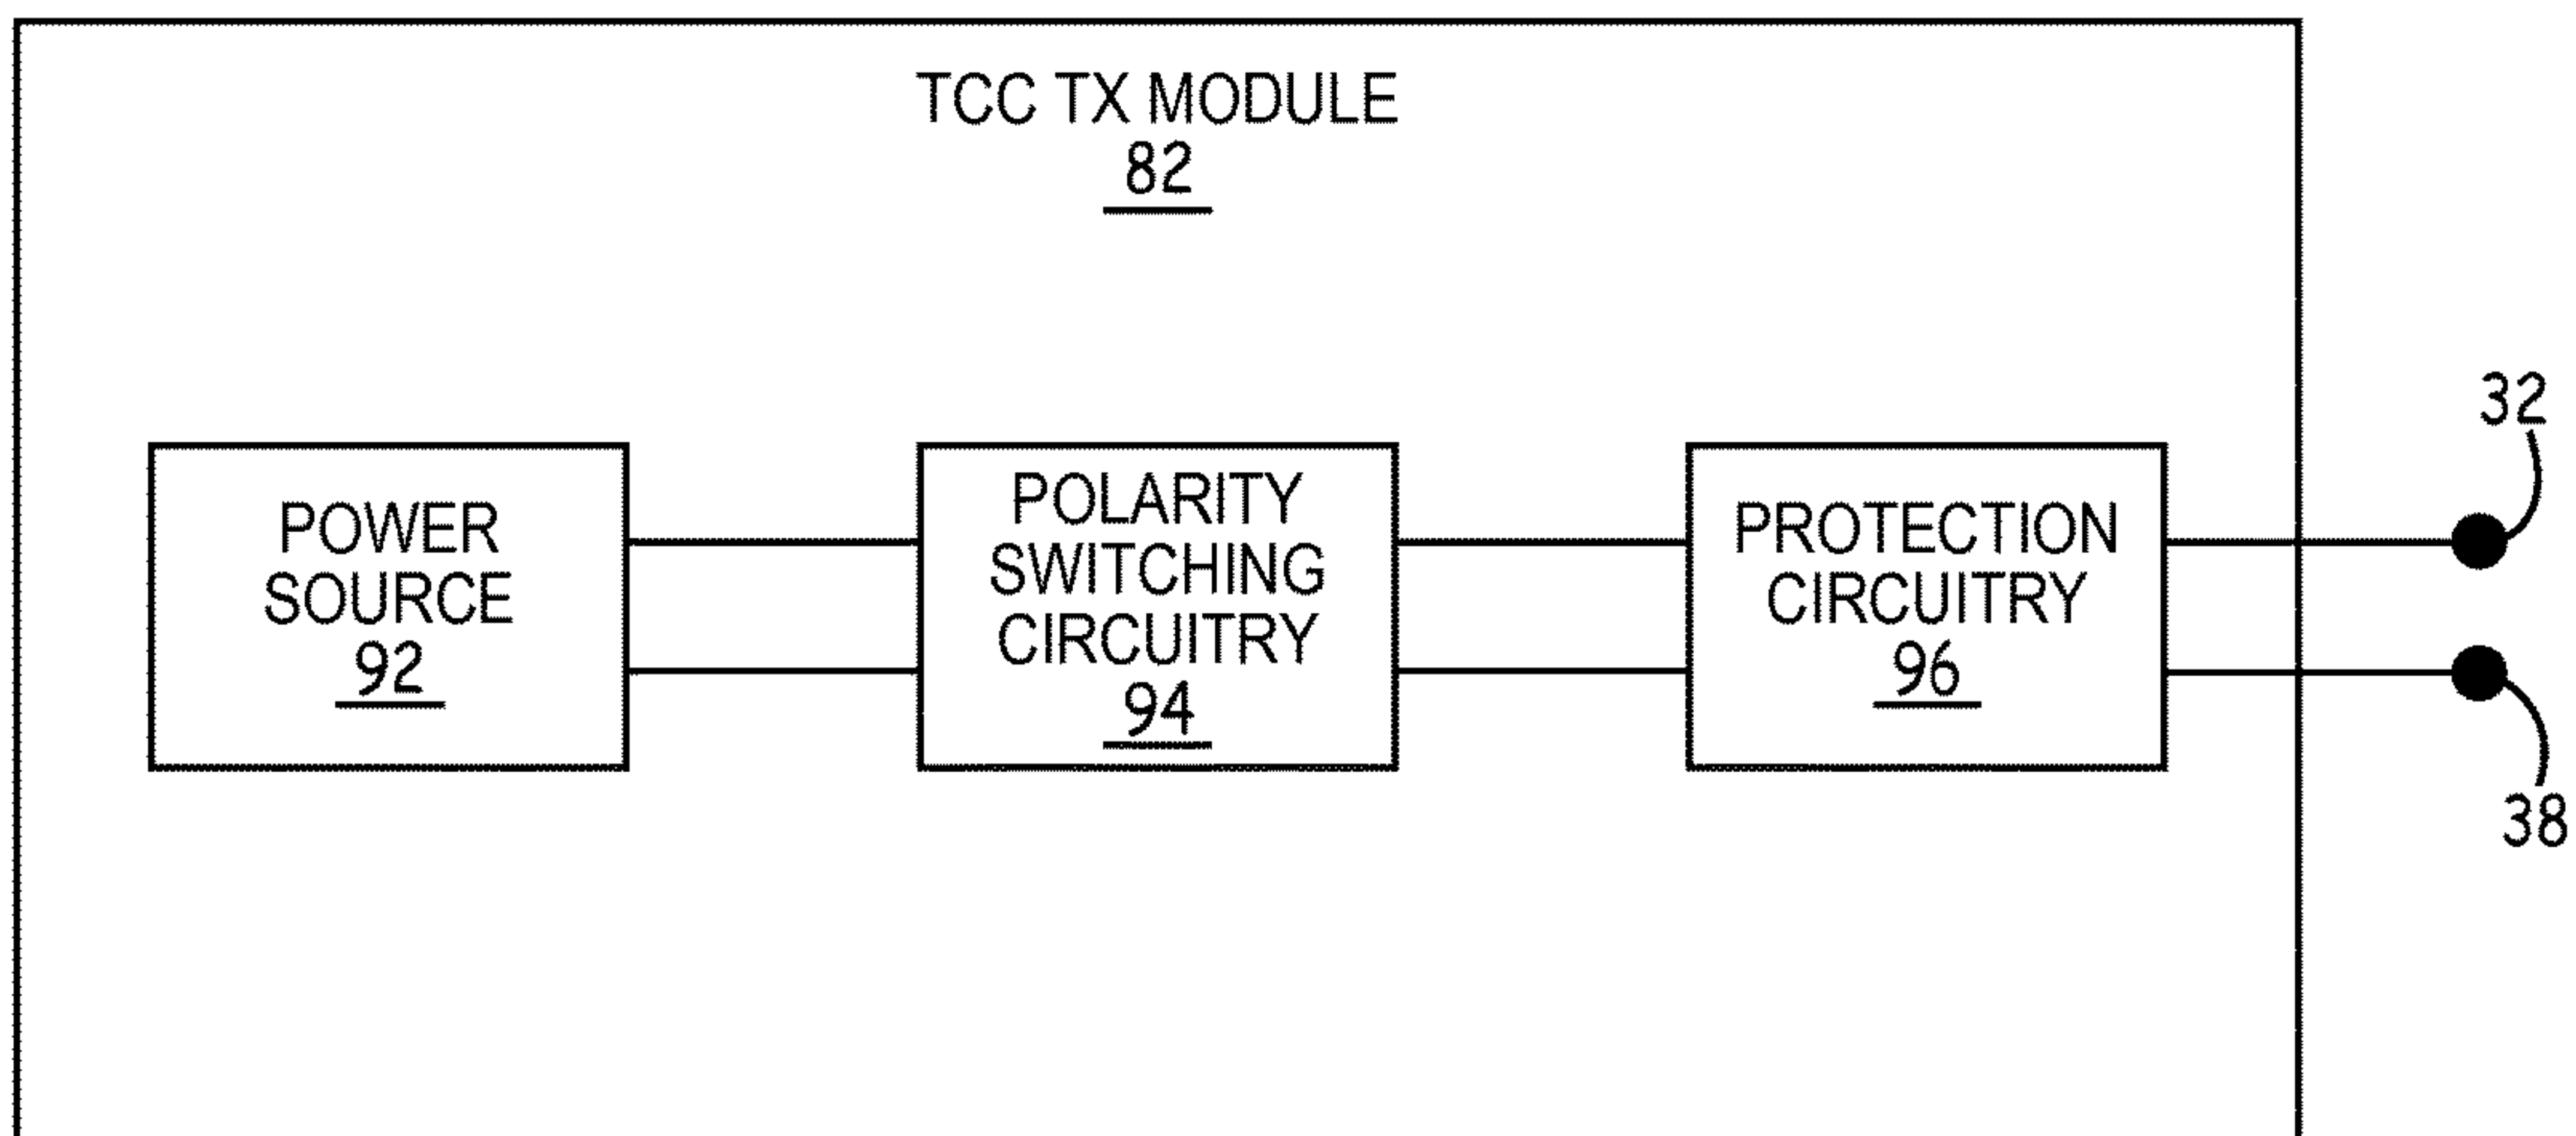 TCC TX MODULE
82
POWER
SOURCE
92
POLARITY
SWITCHING
CIRCUITRY
94
PROTECTION
CIRCUITRY
96
32
38